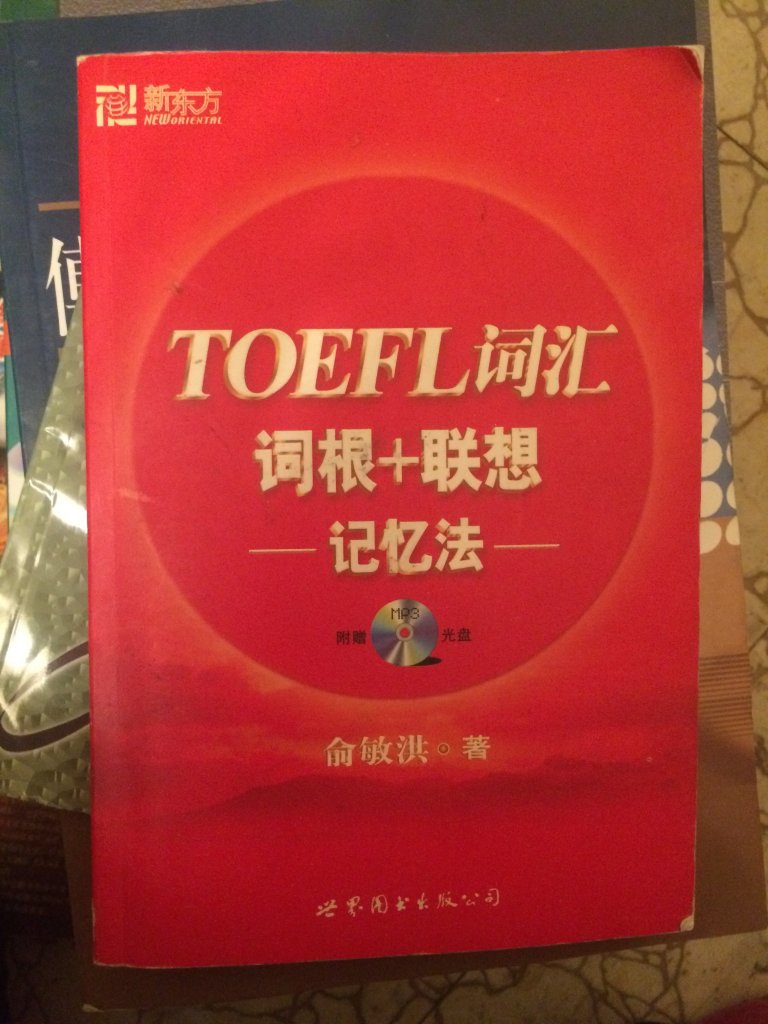 新东方
NEW ORIENTAL
TOEFL词汇
词根+联想
记忆法
附赠 MP3 光盘
俞敏洪 著
世界图书出版公司